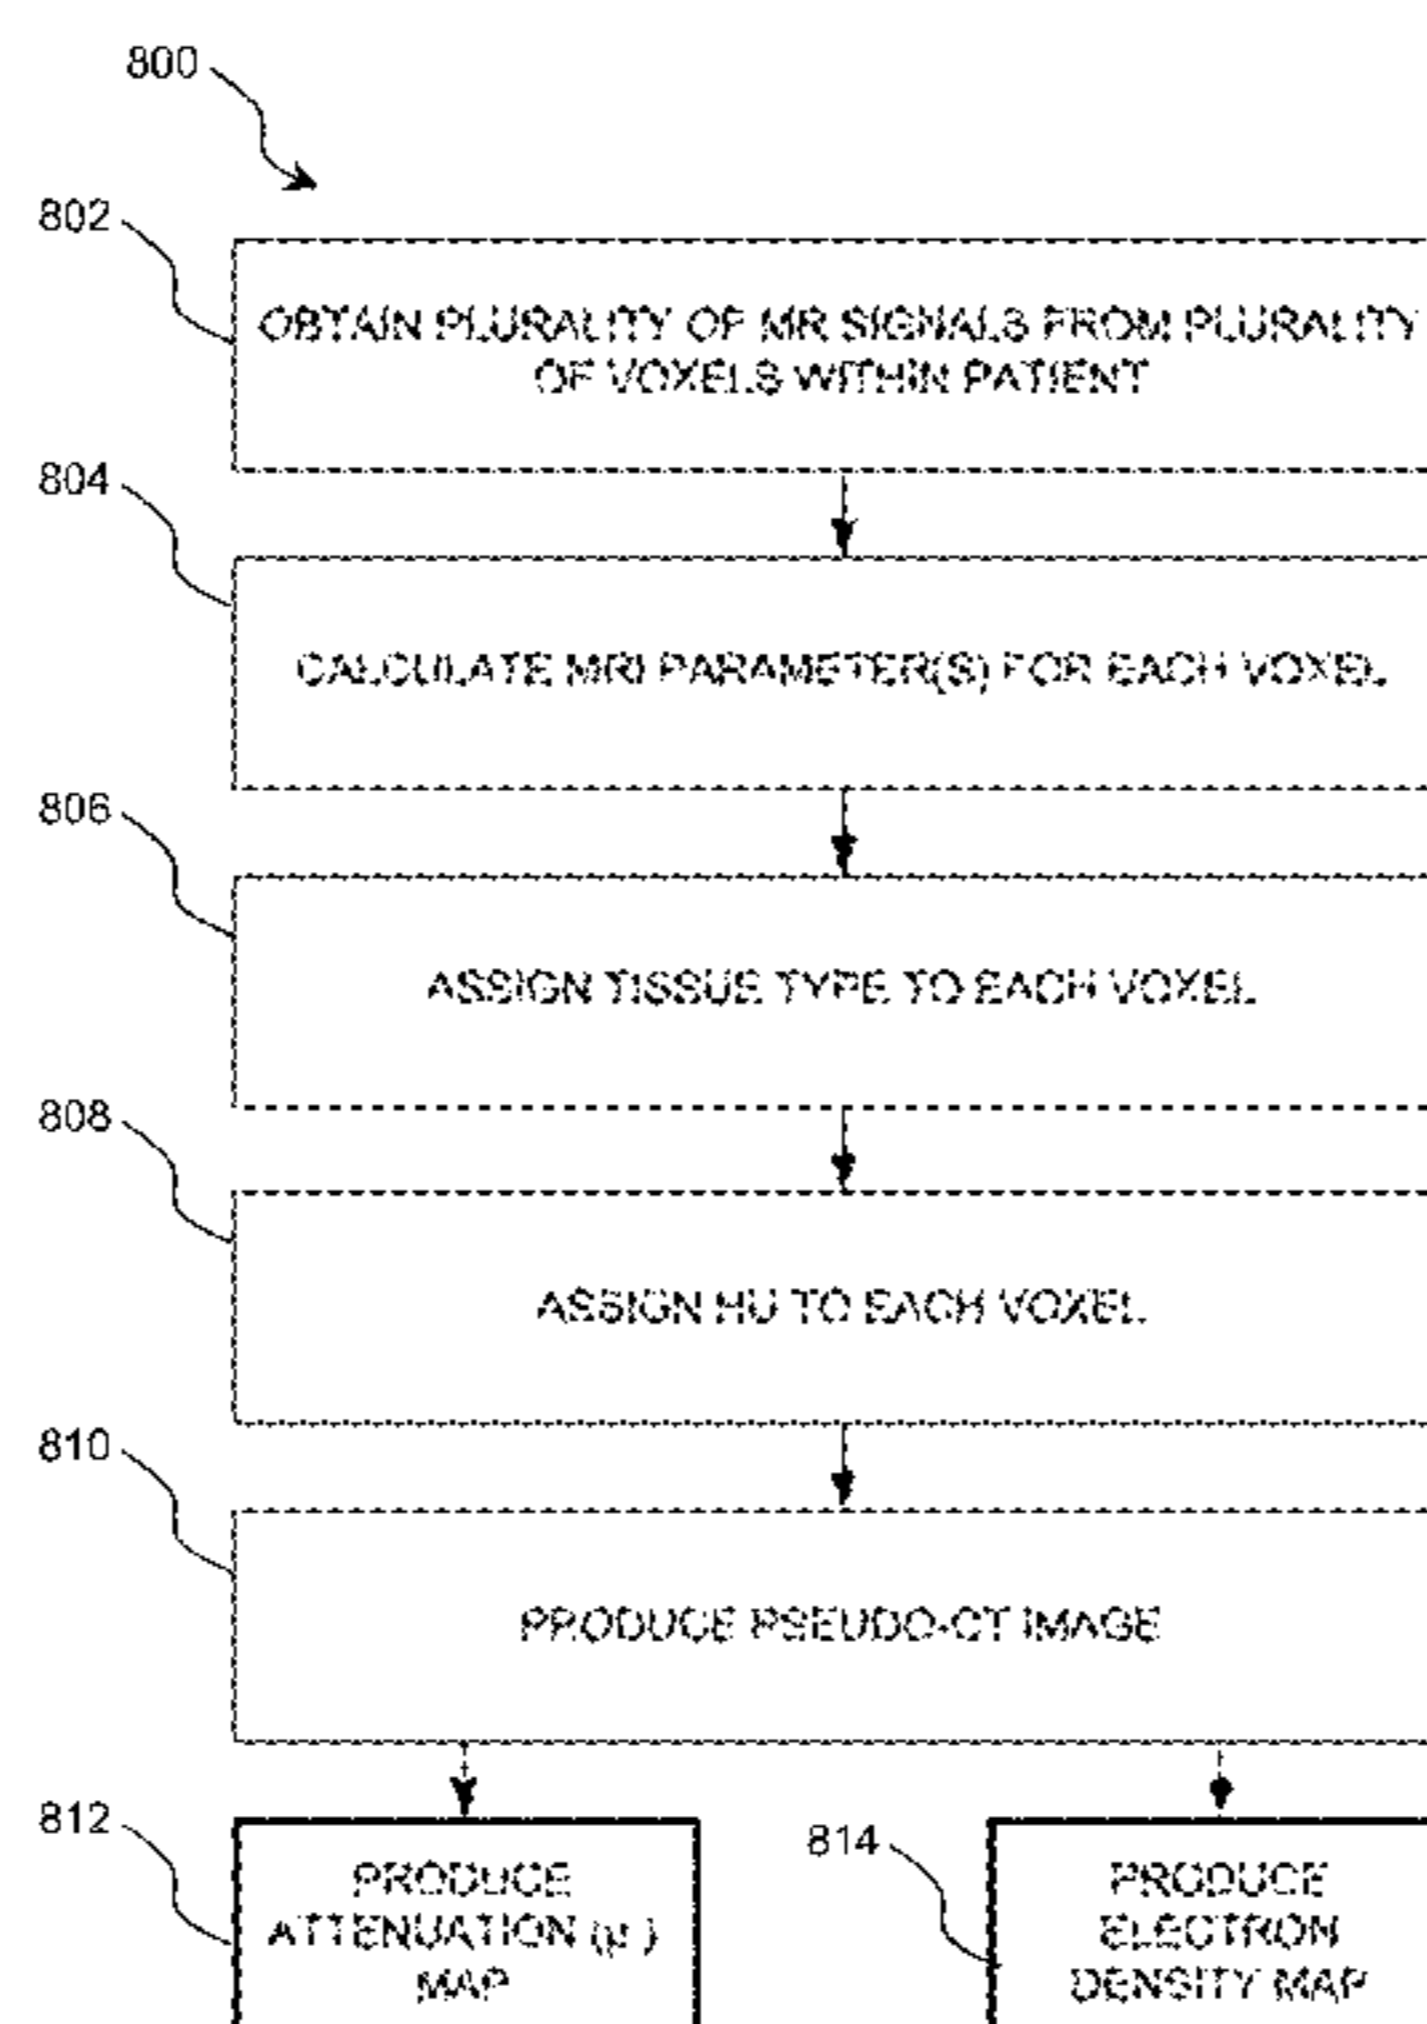 800
802
OBTAIN PLURALITY OF MR SIGNALS FROM PLURALITY
OF VOXELS WITHIN PATIENT
804
CALCULATE MRI PARAMETER(S) FOR EACH VOXEL
806
ASSIGN TISSUE TYPE TO EACH VOXEL
808
ASSIGN HU TO EACH VOXEL
810
PRODUCE PSEUDO-CT IMAGE
812
PRODUCE
ATTENUATION (μ)
MAP
814
PRODUCE
ELECTRON
DENSITY MAP